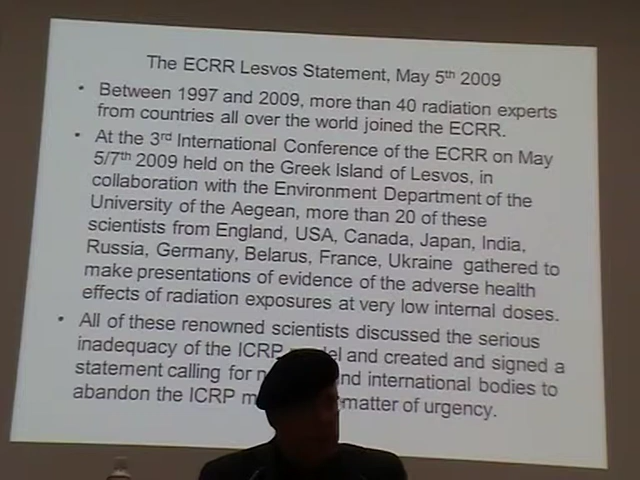 The ECRR Lesvos Statement, May 5th 2009
• Between 1997 and 2009, more than 40 radiation experts
from countries all over the world joined the ECRR.
• At the 3rd International Conference of the ECRR on May
5/7th 2009 held on the Greek Island of Lesvos, in
collaboration with the Environment Department of the
University of the Aegean, more than 20 of these
scientists from England, USA, Canada, Japan, India,
Russia, Germany, Belarus, France, Ukraine gathered to
make presentations of evidence of the adverse health
effects of radiation exposures at very low internal doses.
• All of these renowned scientists discussed the serious
inadequacy of the ICRP and created and signed a
statement calling for and international bodies to
abandon the ICRP matter of urgency.